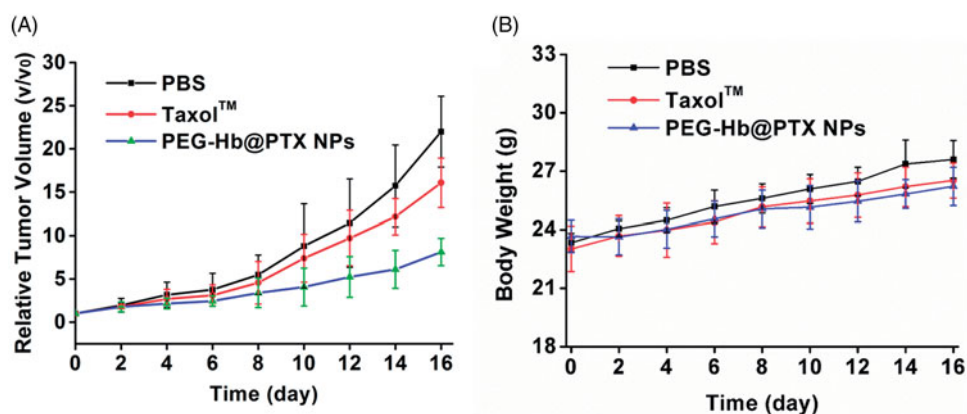 (A)
Relative Tumor Volume (v/v0)
30
25
20
15
10
5
0
PBS
Taxol™
PEG-Hb@PTX NPs
0 2 4 6 8 10 12 14 16
Time (day)
(B)
Body Weight (g)
33
30
27
24
21
18
PBS
Taxol™
PEG-Hb@PTX NPs
0 2 4 6 8 10 12 14 16
Time (day)